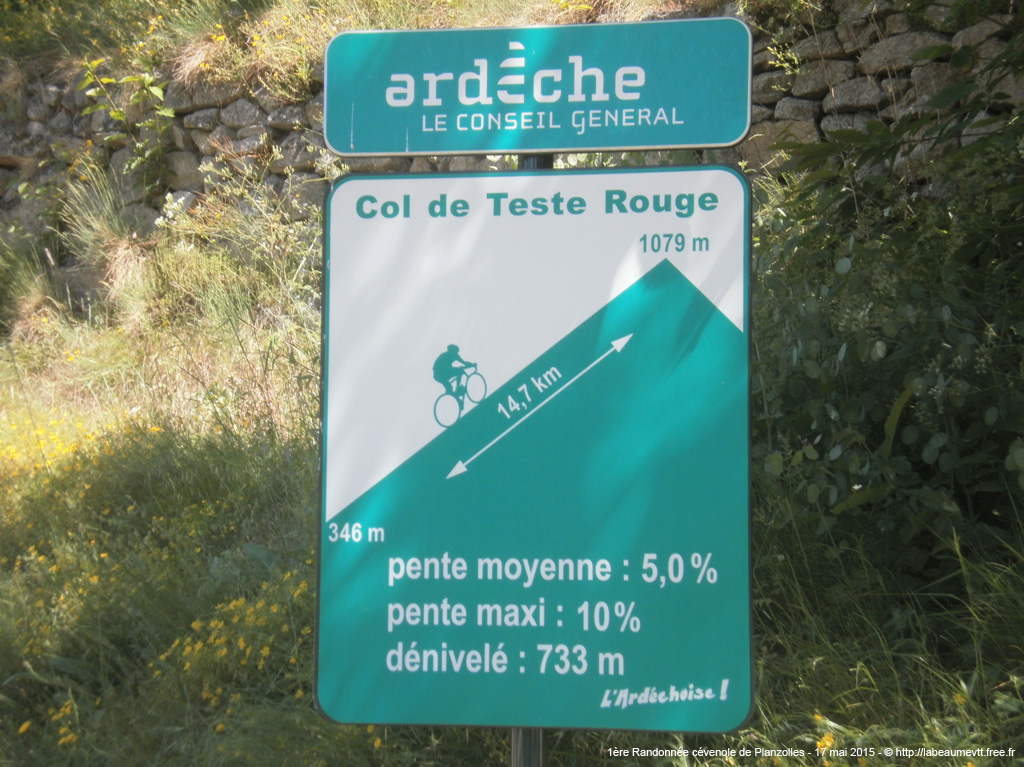 ardèche
LE CONSEIL GENERAL
Col de Teste Rouge
1079 m
14,7 km
346 m
pente moyenne : 5,0 %
pente maxi : 10%
dénivelé : 733 m
L'Ardéchoise !
1ère Randonnée cévenole de Planzolles - 17 mai 2015 - © http://labeaumevtt.free.fr